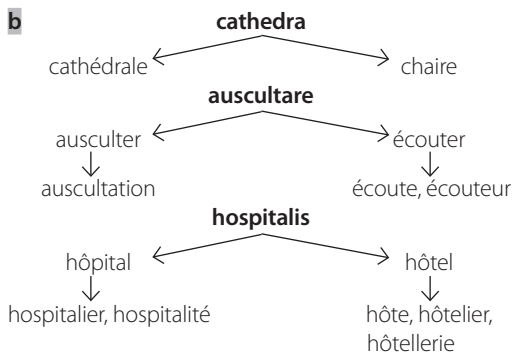 b
cathedra
cathédrale chaire
auscultare
ausculter écouter
auscultation écoute, écouteur
hospitalis
hôpital hôtel
hospitalier, hospitalité hôte, hôtelier,
hôtellerie